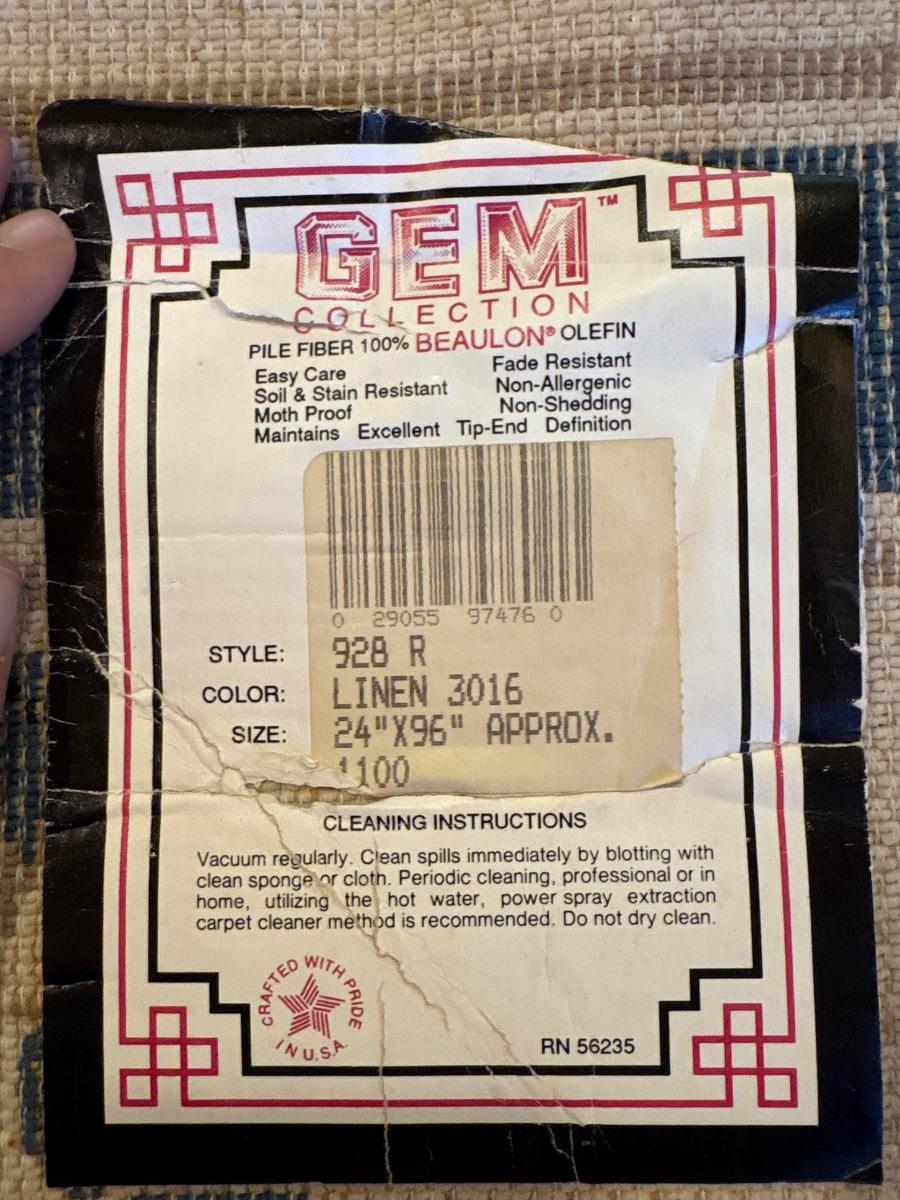 GEM™
COLLECTION
PILE FIBER 100% BEAULON® OLEFIN
Easy Care Fade Resistant
Soil & Stain Resistant Non-Allergenic
Moth Proof Non-Shedding
Maintains Excellent Tip-End Definition
0 29055 97476 0
STYLE: 928 R
COLOR: LINEN 3016
SIZE: 24"X96" APPROX.
1100
CLEANING INSTRUCTIONS
Vacuum regularly. Clean spills immediately by blotting with
clean sponge or cloth. Periodic cleaning, professional or in
home, utilizing the hot water, power spray extraction
carpet cleaner method is recommended. Do not dry clean.
CRAFTED WITH PRIDE
IN U.S.A.
RN 56235